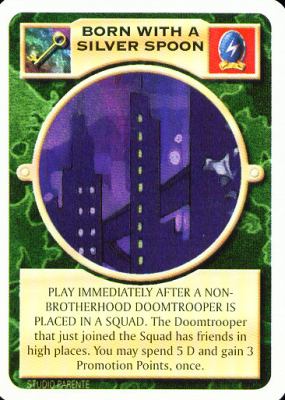 BORN WITH A
SILVER SPOON
PLAY IMMEDIATELY AFTER A NON-
BROTHERHOOD DOOMTROOPER IS
PLACED IN A SQUAD. The Doomtrooper
that just joined the Squad has friends in
high places. You may spend 5 D and gain 3
Promotion Points, once.
STUDIO PARENTE